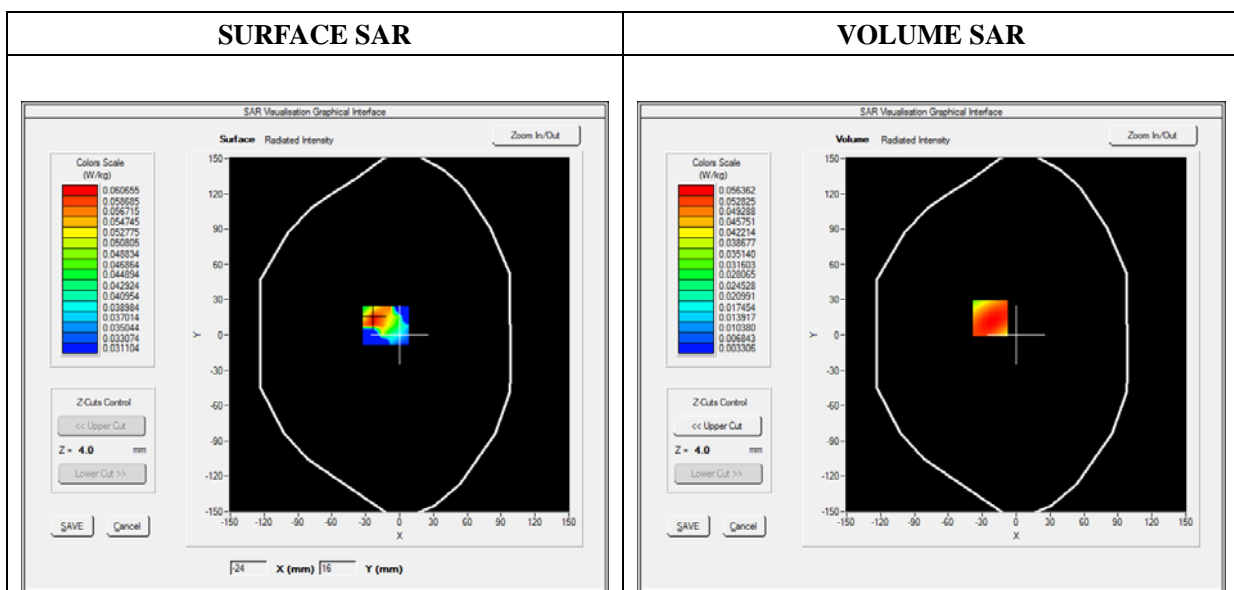 SURFACE SAR
VOLUME SAR
SAR Visualisation Graphical Interface
Surface Radiated Intensity
Zoom In/Out
Colors Scale
(W/kg)
0.060655
0.058685
0.056715
0.054745
0.052775
0.050805
0.048834
0.046864
0.044894
0.042924
0.040954
0.038984
0.037014
0.035044
0.033074
0.031104
Z-Cuts Control
<< Upper Cut
Z = 4.0 mm
Lower Cut >>
SAVE Cancel
150
120
90
60
30
0
-30
-60
-90
-120
-150
Y
-150 -120 -90 -60 -30 0 30 60 90 120 150
X
-24 X (mm) 16 Y (mm)
SAR Visualisation Graphical Interface
Volume Radiated Intensity
Zoom In/Out
Colors Scale
(W/kg)
0.056362
0.052825
0.049288
0.045751
0.042214
0.038677
0.035140
0.031603
0.028065
0.024528
0.020991
0.017454
0.013917
0.010380
0.006843
0.003306
Z-Cuts Control
<< Upper Cut
Z = 4.0 mm
Lower Cut >>
SAVE Cancel
150
120
90
60
30
0
-30
-60
-90
-120
-150
Y
-150 -120 -90 -60 -30 0 30 60 90 120 150
X